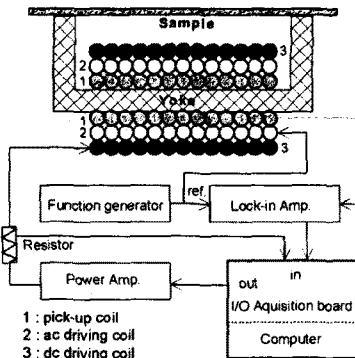 Sample
3
2
1
Yoke
1
2
3
ref.
Function generator
Lock-in Amp.
Resistor
Power Amp.
out
in
I/O Aquisition board
Computer
1 : pick-up coil
2 : ac driving coil
3 : dc driving coil